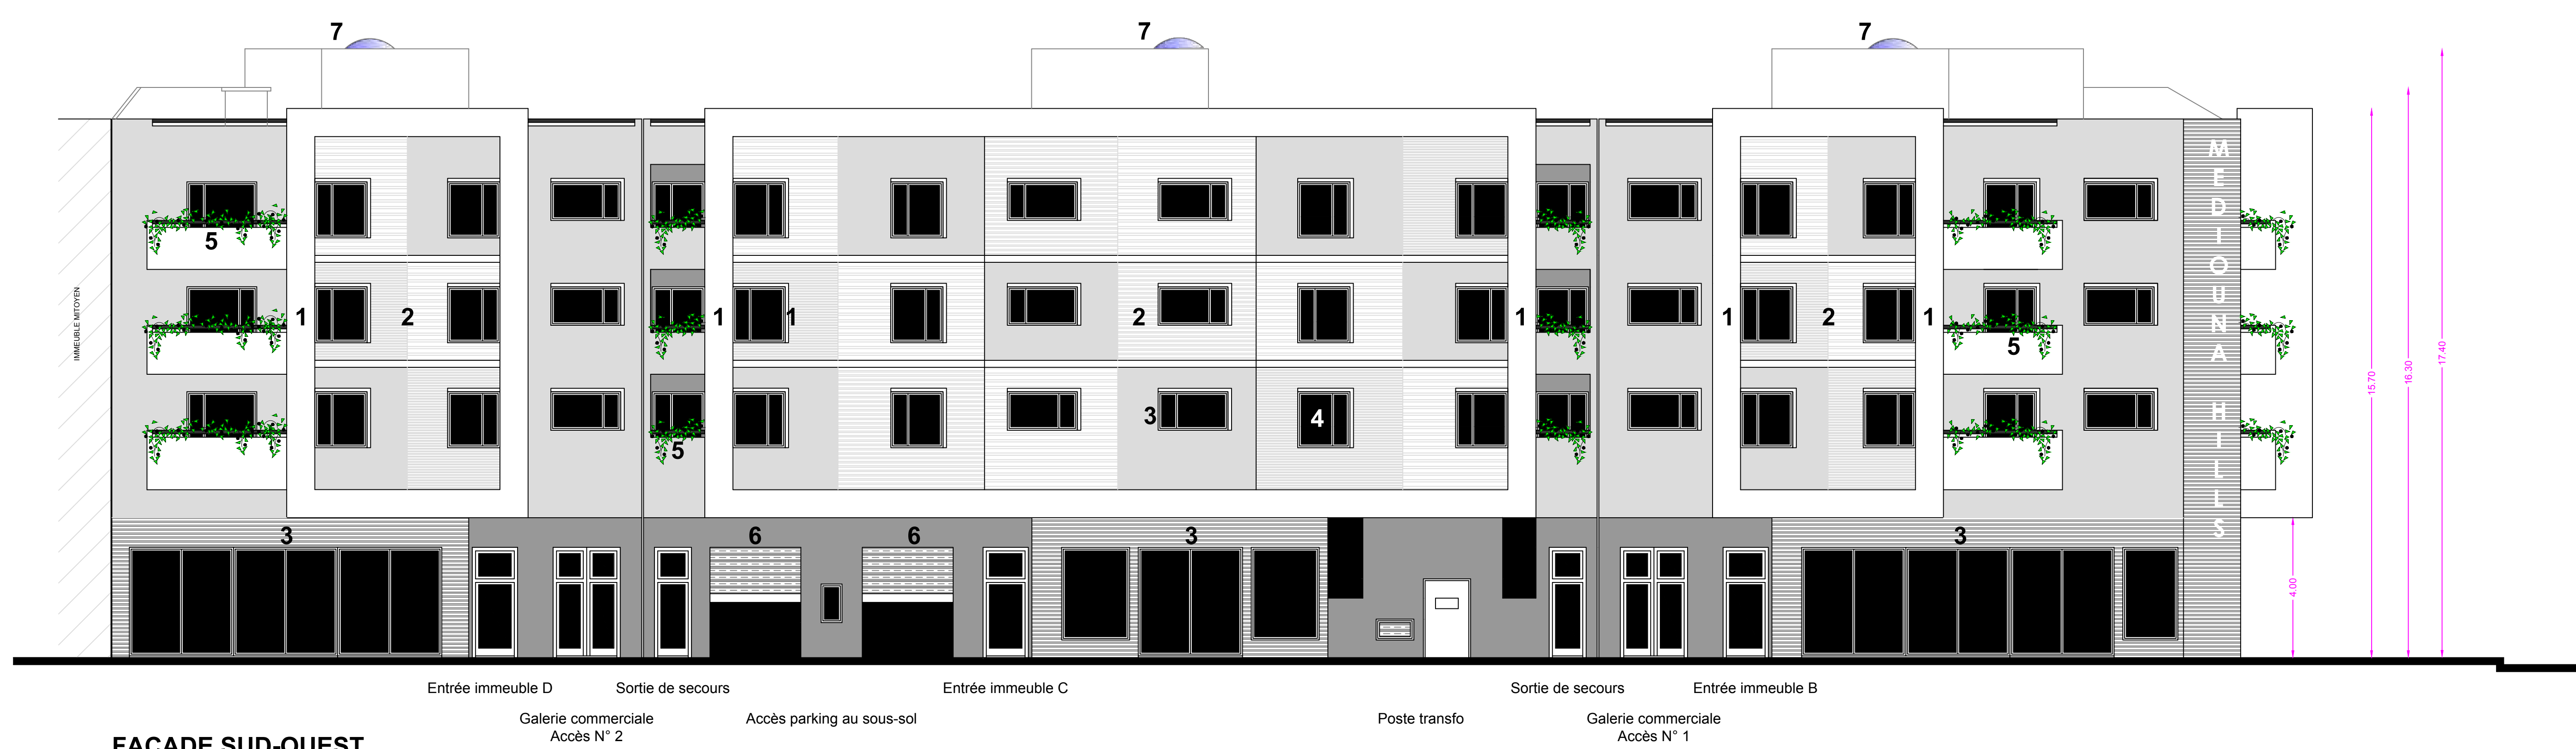 7 7 7
5
1 2 1 1 2 1 1 2 1
5
3 4
5
3 6 6 3 3
IMMEUBLE MITOYEN
MEDIOUNA HILLS
4.00
15.70
16.30
17.40
Entrée immeuble D
Sortie de secours
Entrée immeuble C
Sortie de secours
Entrée immeuble B
Galerie commerciale
Accès N° 2
Accès parking au sous-sol
Poste transfo
Galerie commerciale
Accès N° 1
FACADE SUD-OUEST